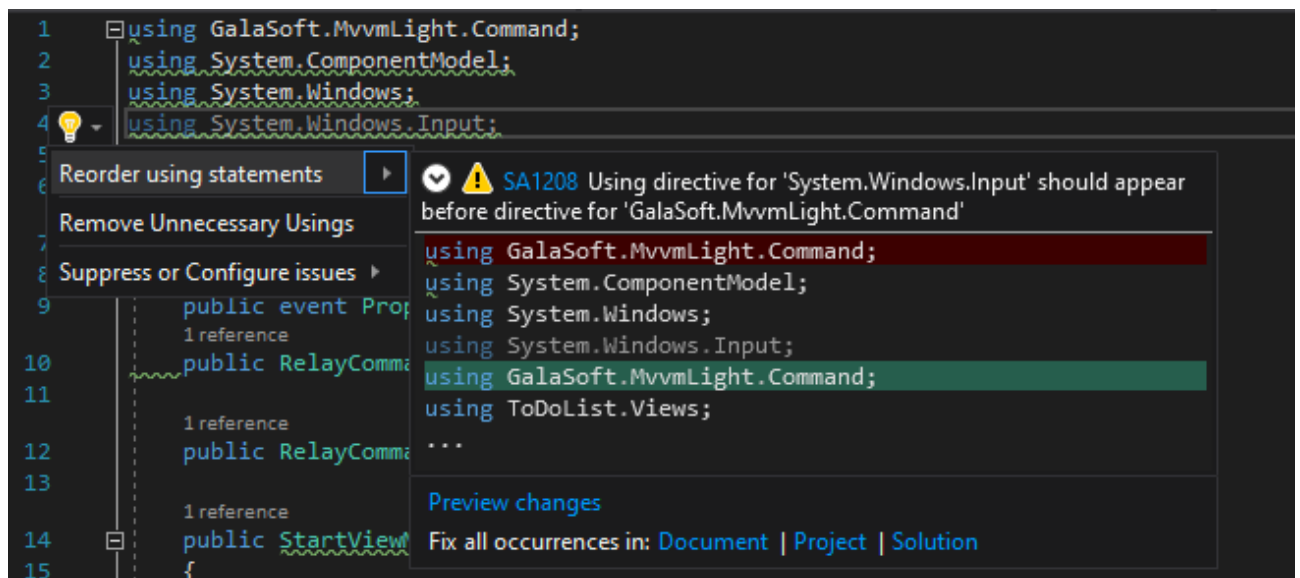 1 using GalaSoft.MvvmLight.Command;
2 using System.ComponentModel;
3 using System.Windows;
4 using System.Windows.Input;
5
Reorder using statements
6
Remove Unnecessary Usings
7
8
Suppress or Configure issues
SA1208 Using directive for 'System.Windows.Input' should appear
before directive for 'GalaSoft.MvvmLight.Command'
using GalaSoft.MvvmLight.Command;
using System.ComponentModel;
using System.Windows;
using System.Windows.Input;
using GalaSoft.MvvmLight.Command;
using ToDoList.Views;
...
Preview changes
Fix all occurrences in: Document | Project | Solution
9 public event Prop
1 reference
10 public RelayComma
11
1 reference
12 public RelayComma
13
1 reference
14 public StartView
15 {